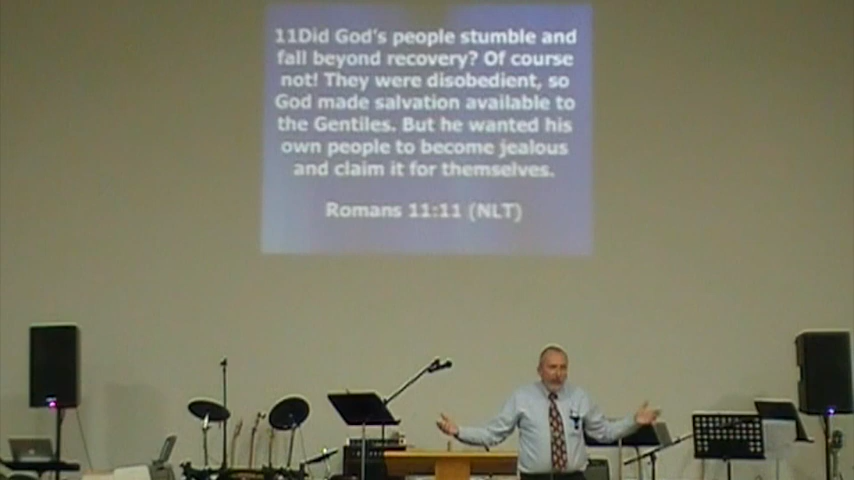 11Did God's people stumble and
fall beyond recovery? Of course
not! They were disobedient, so
God made salvation available to
the Gentiles. But he wanted his
own people to become jealous
and claim it for themselves.
Romans 11:11 (NLT)